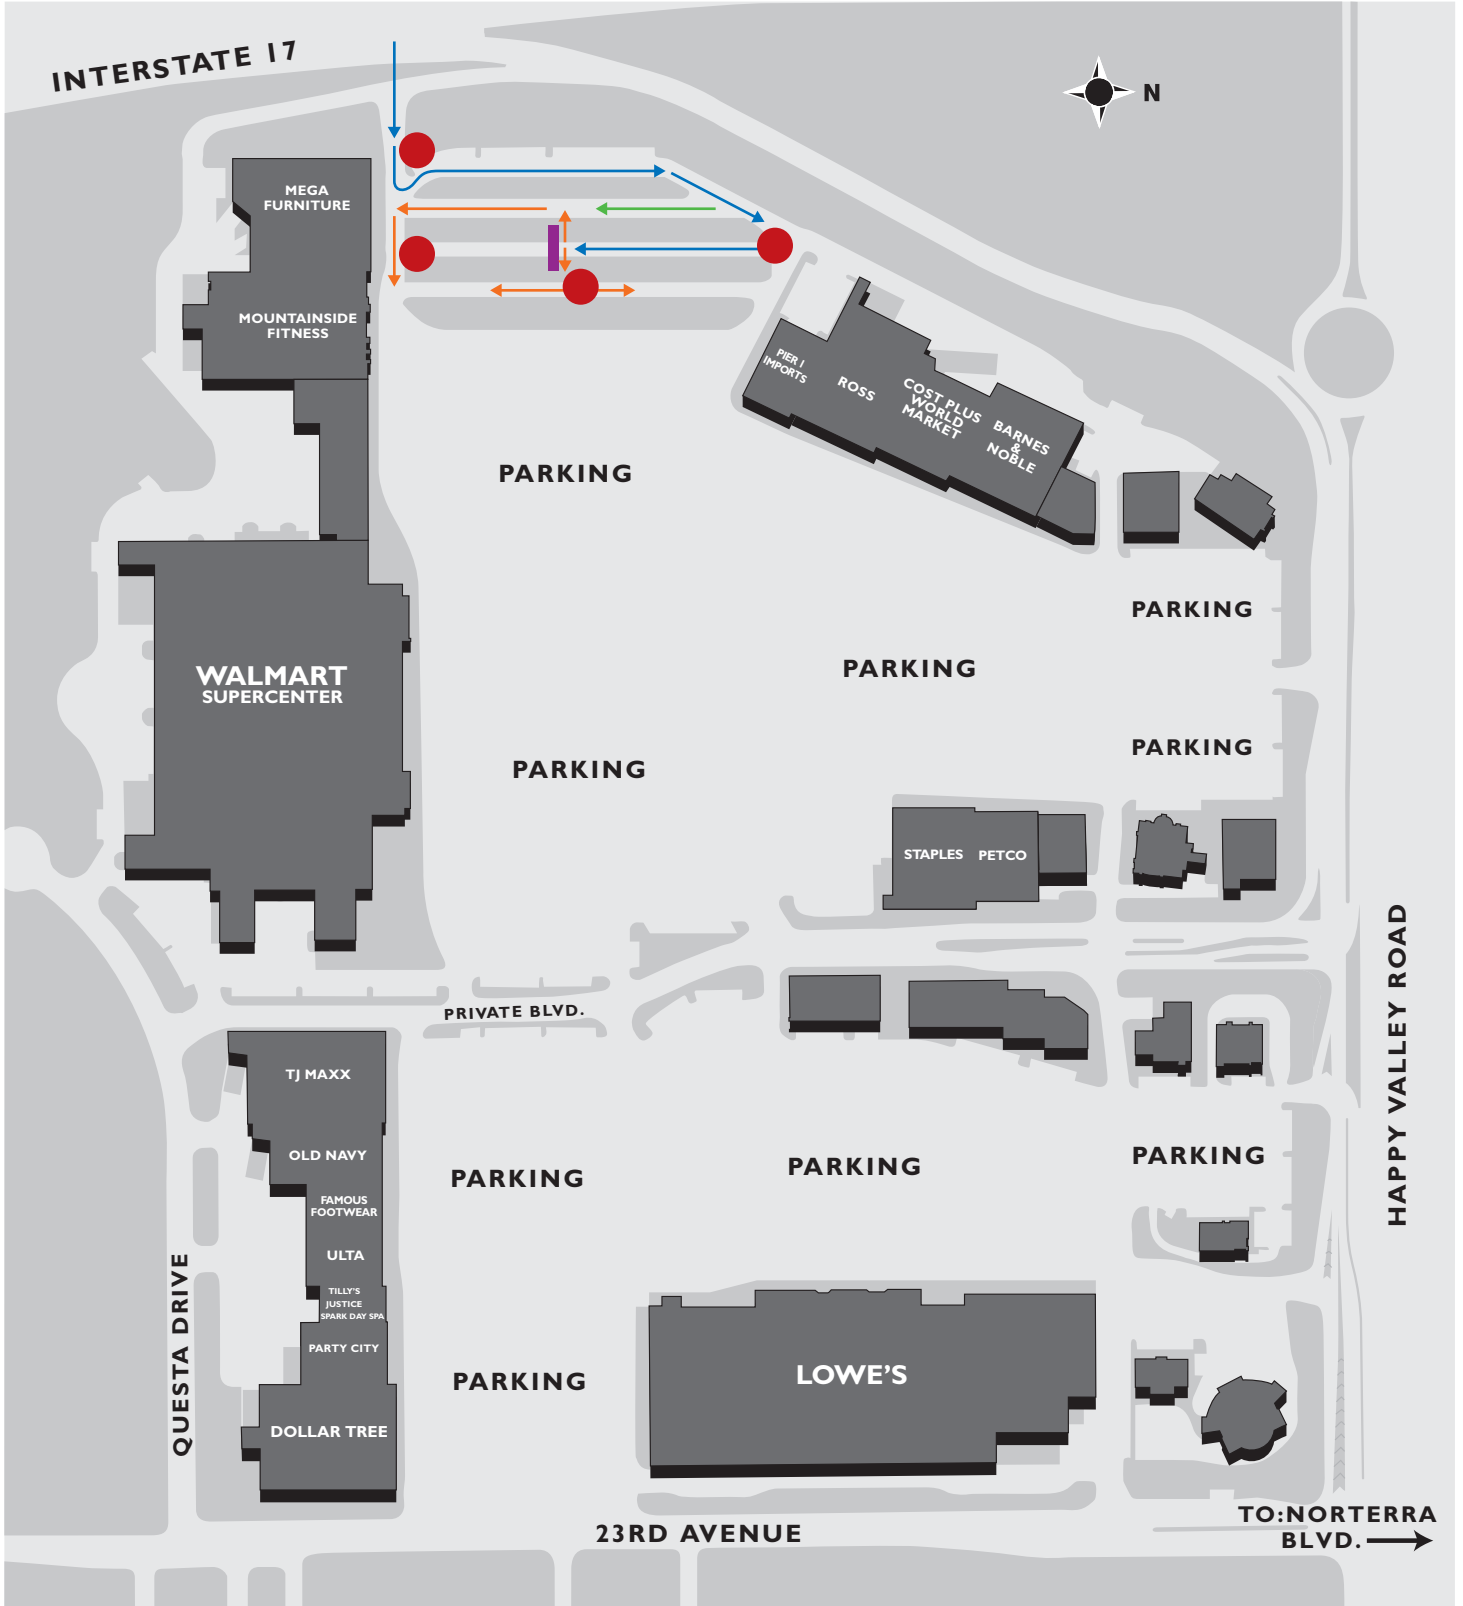 INTERSTATE 17
N
MEGA
FURNITURE
MOUNTAINSIDE
FITNESS
PIER 1
IMPORTS
ROSS
COST PLUS
WORLD
MARKET
BARNES
&
NOBLE
PARKING
PARKING
PARKING
WALMART
SUPERCENTER
PARKING
PARKING
STAPLES
PETCO
PRIVATE BLVD.
HAPPY VALLEY ROAD
TJ MAXX
OLD NAVY
FAMOUS
FOOTWEAR
ULTA
TILLY'S
JUSTICE
SPARK DAY SPA
PARTY CITY
DOLLAR TREE
PARKING
PARKING
PARKING
QUESTA DRIVE
PARKING
LOWE'S
23RD AVENUE
TO:NORTERRA
BLVD.